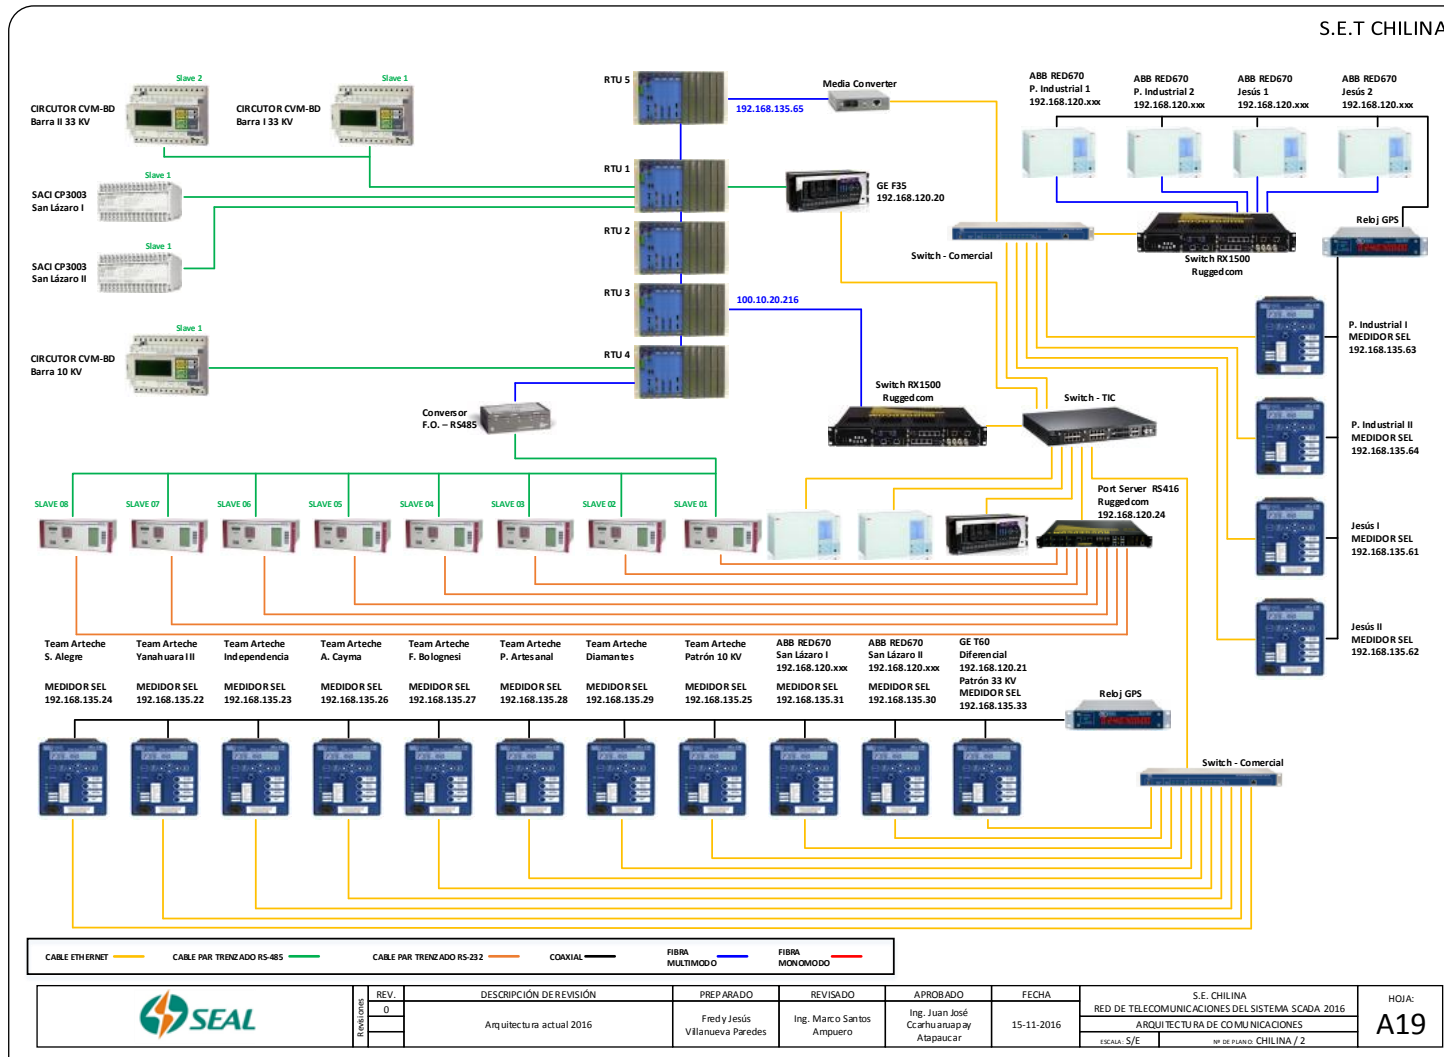 S.E.T CHILINA
Slave 2
CIRCUTOR CVM-BD
Barra II 33 KV
Slave 1
CIRCUTOR CVM-BD
Barra I 33 KV
RTU 5
192.168.135.65
Media Converter
ABB RED670
P. Industrial 1
192.168.120.xxx
ABB RED670
P. Industrial 2
192.168.120.xxx
ABB RED670
Jesús 1
192.168.120.xxx
ABB RED670
Jesús 2
192.168.120.xxx
Slave 1
SACI CP3003
San Lázaro I
RTU 1
GE F35
192.168.120.20
Slave 1
SACI CP3003
San Lázaro II
RTU 2
Switch - Comercial
Switch RX1500
Ruggedcom
Reloj GPS
RTU 3
100.10.20.216
Slave 1
CIRCUTOR CVM-BD
Barra 10 KV
RTU 4
P. Industrial I
MEDIDOR SEL
192.168.135.63
Conversor
F.O. – RS485
Switch RX1500
Ruggedcom
Switch - TIC
P. Industrial II
MEDIDOR SEL
192.168.135.64
SLAVE 08
SLAVE 07
SLAVE 06
SLAVE 05
SLAVE 04
SLAVE 03
SLAVE 02
SLAVE 01
Port Server RS416
Ruggedcom
192.168.120.24
Jesús I
MEDIDOR SEL
192.168.135.61
Jesús II
MEDIDOR SEL
192.168.135.62
Team Arteche
S. Alegre
MEDIDOR SEL
192.168.135.24
Team Arteche
Yanahuara III
MEDIDOR SEL
192.168.135.22
Team Arteche
Independencia
MEDIDOR SEL
192.168.135.23
Team Arteche
A. Cayma
MEDIDOR SEL
192.168.135.26
Team Arteche
F. Bolognesi
MEDIDOR SEL
192.168.135.27
Team Arteche
P. Artesanal
MEDIDOR SEL
192.168.135.28
Team Arteche
Diamantes
MEDIDOR SEL
192.168.135.29
Team Arteche
Patrón 10 KV
MEDIDOR SEL
192.168.135.25
ABB RED670
San Lázaro I
192.168.120.xxx
MEDIDOR SEL
192.168.135.31
ABB RED670
San Lázaro II
192.168.120.xxx
MEDIDOR SEL
192.168.135.30
GE T60
Diferencial
192.168.120.21
Patrón 33 KV
MEDIDOR SEL
192.168.135.33
Reloj GPS
Switch - Comercial
CABLE ETHERNET
CABLE PAR TRENZADO RS-485
CABLE PAR TRENZADO RS-232
COAXIAL
FIBRA
MULTIMODO
FIBRA
MONOMODO
SEAL
Revisiones
REV.
DESCRIPCIÓN DE REVISIÓN
PREPARADO
REVISADO
APROBADO
FECHA
0
Arquitectura actual 2016
Fredy Jesús
Villanueva Paredes
Ing. Marco Santos
Ampuero
Ing. Juan José
Ccarhuaruapay
Atapaucar
15-11-2016
S.E. CHILINA
RED DE TELECOMUNICACIONES DEL SISTEMA SCADA 2016
ARQUITECTURA DE COMUNICACIONES
ESCALA: S/E
Nº DE PLANO: CHILINA / 2
HOJA:
A19